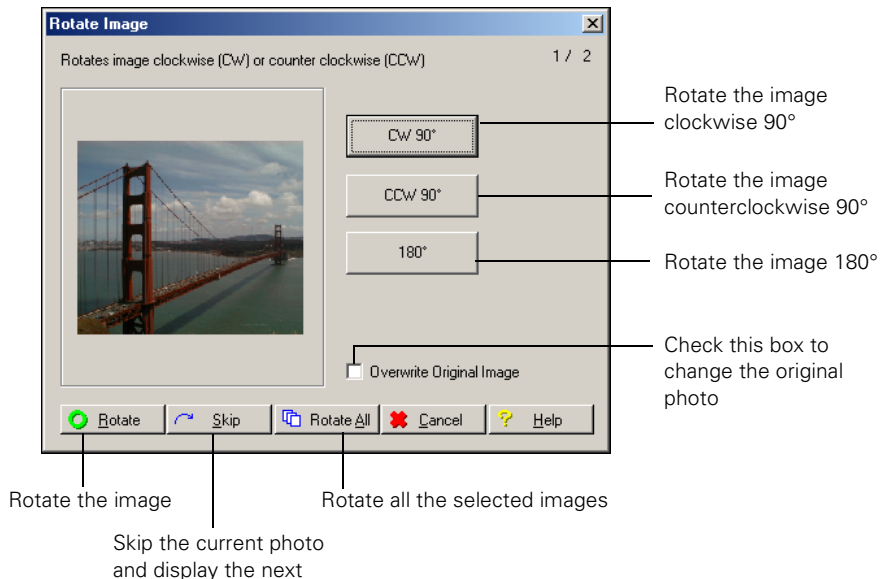 Rotate Image
Rotates image clockwise (CW) or counter clockwise (CCW)
1 / 2
CW 90°
CCW 90°
180°
Overwrite Original Image
Rotate
Skip
Rotate All
Cancel
Help
Rotate the image
clockwise 90°
Rotate the image
counterclockwise 90°
Rotate the image 180°
Check this box to
change the original
photo
Rotate the image
Rotate all the selected images
Skip the current photo
and display the next